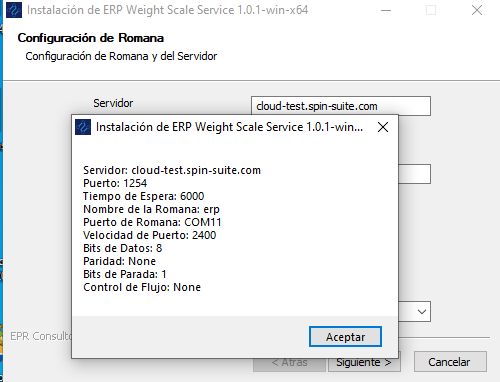 Instalación de ERP Weight Scale Service 1.0.1-win-x64
Configuración de Romana
Configuración de Romana y del Servidor
Servidor
cloud-test.spin-suite.com
Instalación de ERP Weight Scale Service 1.0.1-win...
Servidor: cloud-test.spin-suite.com
Puerto: 1254
Tiempo de Espera: 6000
Nombre de la Romana: erp
Puerto de Romana: COM11
Velocidad de Puerto: 2400
Bits de Datos: 8
Paridad: None
Bits de Parada: 1
Control de Flujo: None
Aceptar
EPR Consulto
< Atrás
Siguiente >
Cancelar